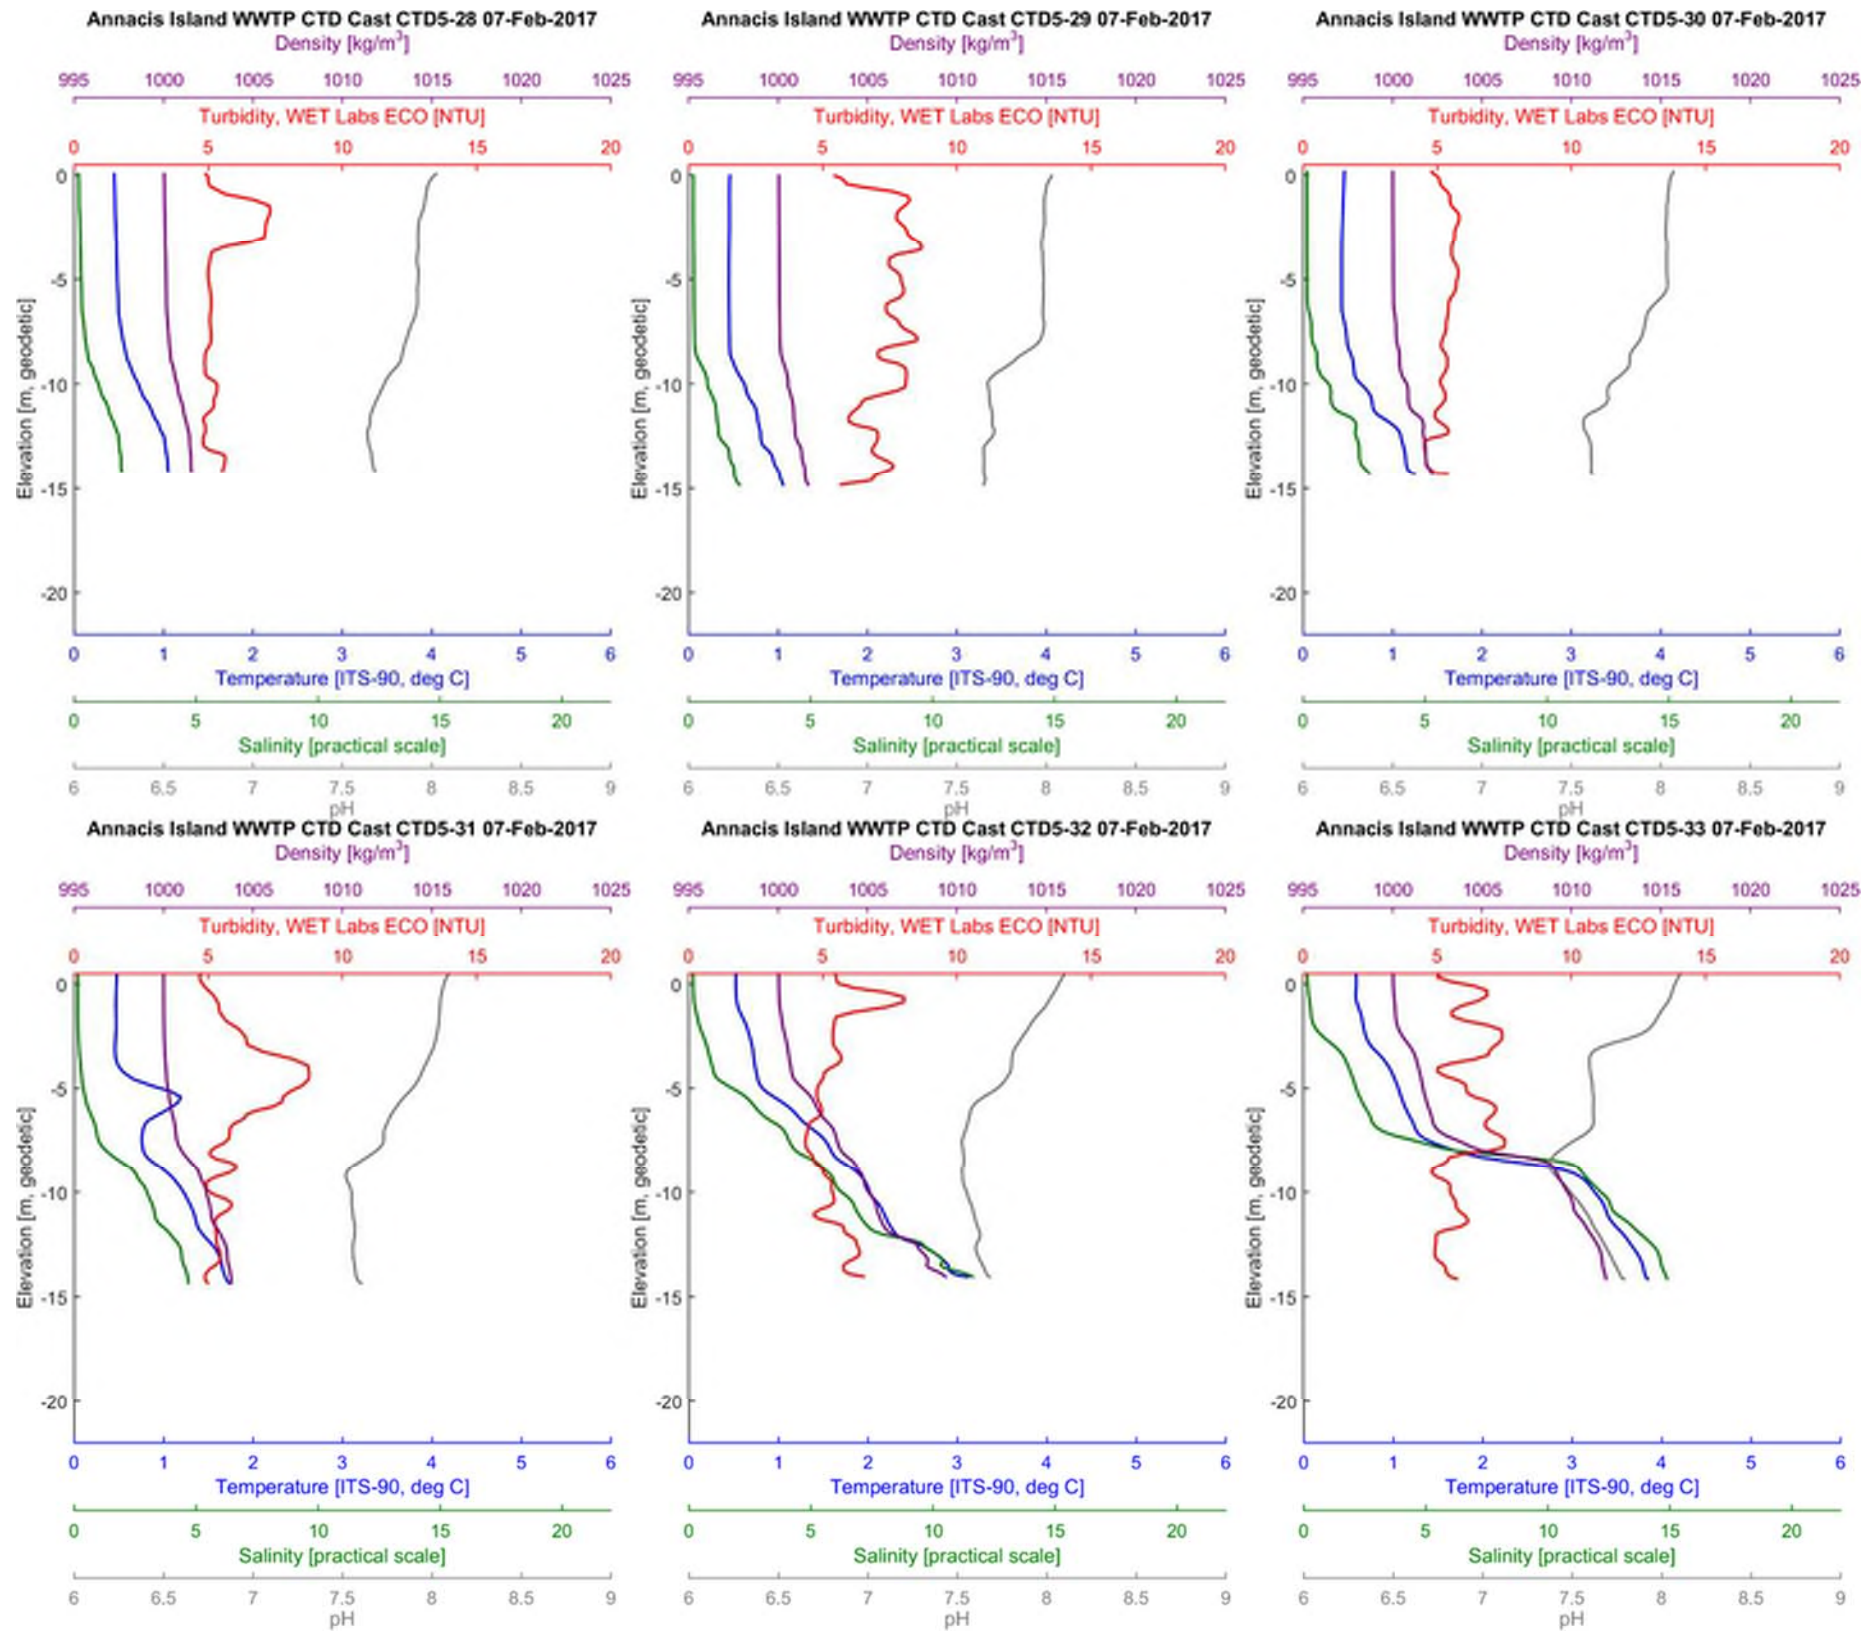 Annacis Island WWTP CTD Cast CTD5-28 07-Feb-2017
Density [kg/m³]
995 1000 1005 1010 1015 1020 1025
Turbidity, WET Labs ECO [NTU]
0 5 10 15 20
Elevation [m, geodetic]
0
-5
-10
-15
-20
0 1 2 3 4 5 6
Temperature [ITS-90, deg C]
0 5 10 15 20
Salinity [practical scale]
6 6.5 7 7.5 8 8.5 9
pH
Annacis Island WWTP CTD Cast CTD5-29 07-Feb-2017
Density [kg/m³]
995 1000 1005 1010 1015 1020 1025
Turbidity, WET Labs ECO [NTU]
0 5 10 15 20
Elevation [m, geodetic]
0
-5
-10
-15
-20
0 1 2 3 4 5 6
Temperature [ITS-90, deg C]
0 5 10 15 20
Salinity [practical scale]
6 6.5 7 7.5 8 8.5 9
pH
Annacis Island WWTP CTD Cast CTD5-30 07-Feb-2017
Density [kg/m³]
995 1000 1005 1010 1015 1020 1025
Turbidity, WET Labs ECO [NTU]
0 5 10 15 20
Elevation [m, geodetic]
0
-5
-10
-15
-20
0 1 2 3 4 5 6
Temperature [ITS-90, deg C]
0 5 10 15 20
Salinity [practical scale]
6 6.5 7 7.5 8 8.5 9
pH
Annacis Island WWTP CTD Cast CTD5-31 07-Feb-2017
Density [kg/m³]
995 1000 1005 1010 1015 1020 1025
Turbidity, WET Labs ECO [NTU]
0 5 10 15 20
Elevation [m, geodetic]
0
-5
-10
-15
-20
0 1 2 3 4 5 6
Temperature [ITS-90, deg C]
0 5 10 15 20
Salinity [practical scale]
6 6.5 7 7.5 8 8.5 9
pH
Annacis Island WWTP CTD Cast CTD5-32 07-Feb-2017
Density [kg/m³]
995 1000 1005 1010 1015 1020 1025
Turbidity, WET Labs ECO [NTU]
0 5 10 15 20
Elevation [m, geodetic]
0
-5
-10
-15
-20
0 1 2 3 4 5 6
Temperature [ITS-90, deg C]
0 5 10 15 20
Salinity [practical scale]
6 6.5 7 7.5 8 8.5 9
pH
Annacis Island WWTP CTD Cast CTD5-33 07-Feb-2017
Density [kg/m³]
995 1000 1005 1010 1015 1020 1025
Turbidity, WET Labs ECO [NTU]
0 5 10 15 20
Elevation [m, geodetic]
0
-5
-10
-15
-20
0 1 2 3 4 5 6
Temperature [ITS-90, deg C]
0 5 10 15 20
Salinity [practical scale]
6 6.5 7 7.5 8 8.5 9
pH